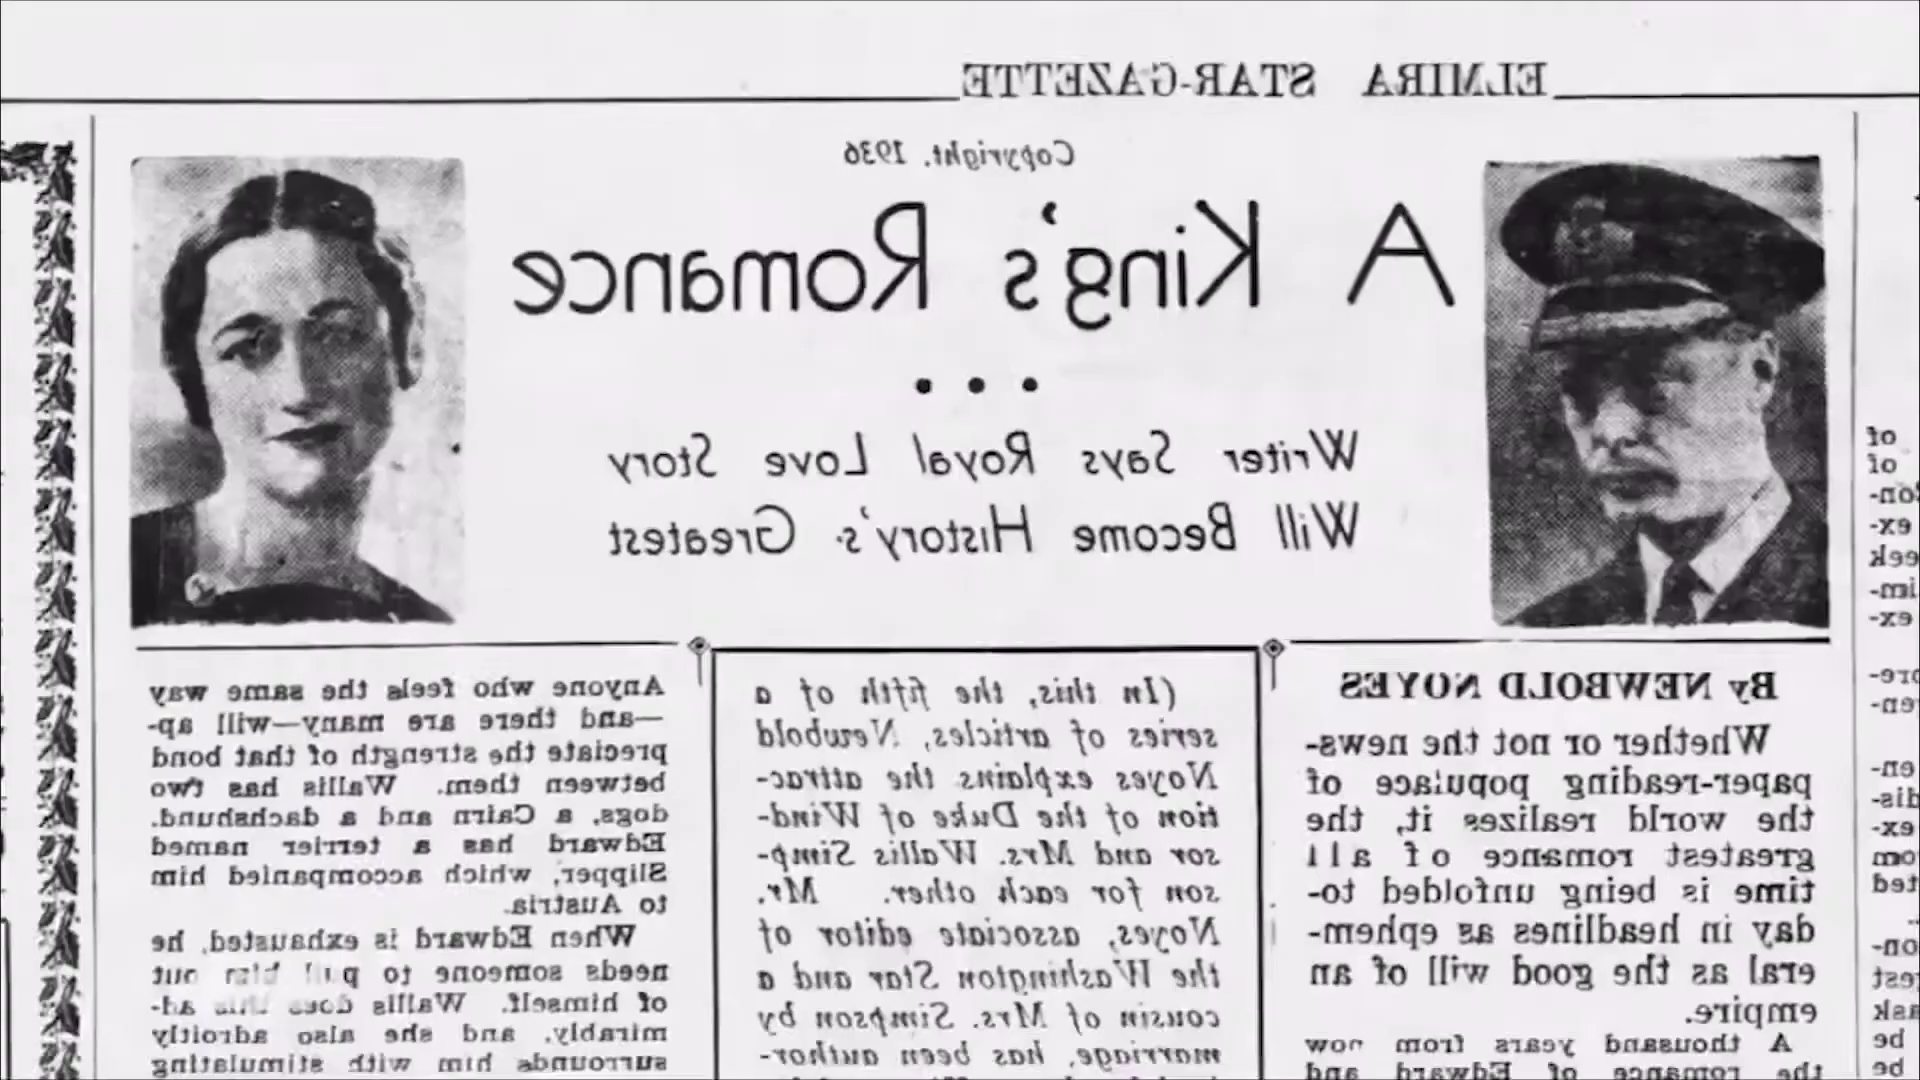 ELMIRA STAR-GAZETTE
Copyright, 1936
A King's Romance
• • •
Writer Says Royal Love Story
Will Become History's Greatest
By NEWBOLD NOYES
Whether or not the news-
paper-reading populace of
the world realizes it, the
greatest romance of all
time is being unfolded to-
day in headlines as ephem-
eral as the good will of an
empire.
A thousand years from now
the romance of Edward and
(In this, the fifth of a
series of articles, Newbold
Noyes explains the attrac-
tion of the Duke of Wind-
sor and Mrs. Wallis Simp-
son for each other. Mr.
Noyes, associate editor of
the Washington Star and a
cousin of Mrs. Simpson by
marriage, has been author-
Anyone who feels the same way
—and there are many—will ap-
preciate the strength of that bond
between them. Wallis has two
dogs, a Cairn and a dachshund.
Edward has a terrier named
Slipper, which accompanied him
to Austria.
When Edward is exhausted, he
needs someone to pull him out
of himself. Wallis does this ad-
mirably, and she also adroitly
surrounds him with stimulating